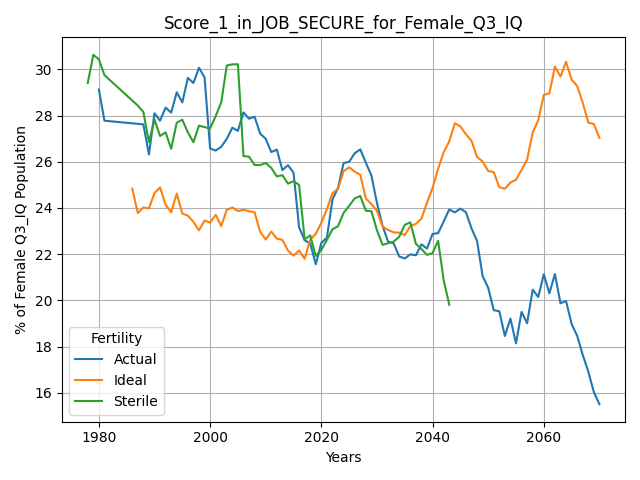 Score_1_in_JOB_SECURE_for_Female_Q3_IQ
% of Female Q3_IQ Population
30
28
26
24
22
20
18
16
Fertility
Actual
Ideal
Sterile
1980 2000 2020 2040 2060
Years